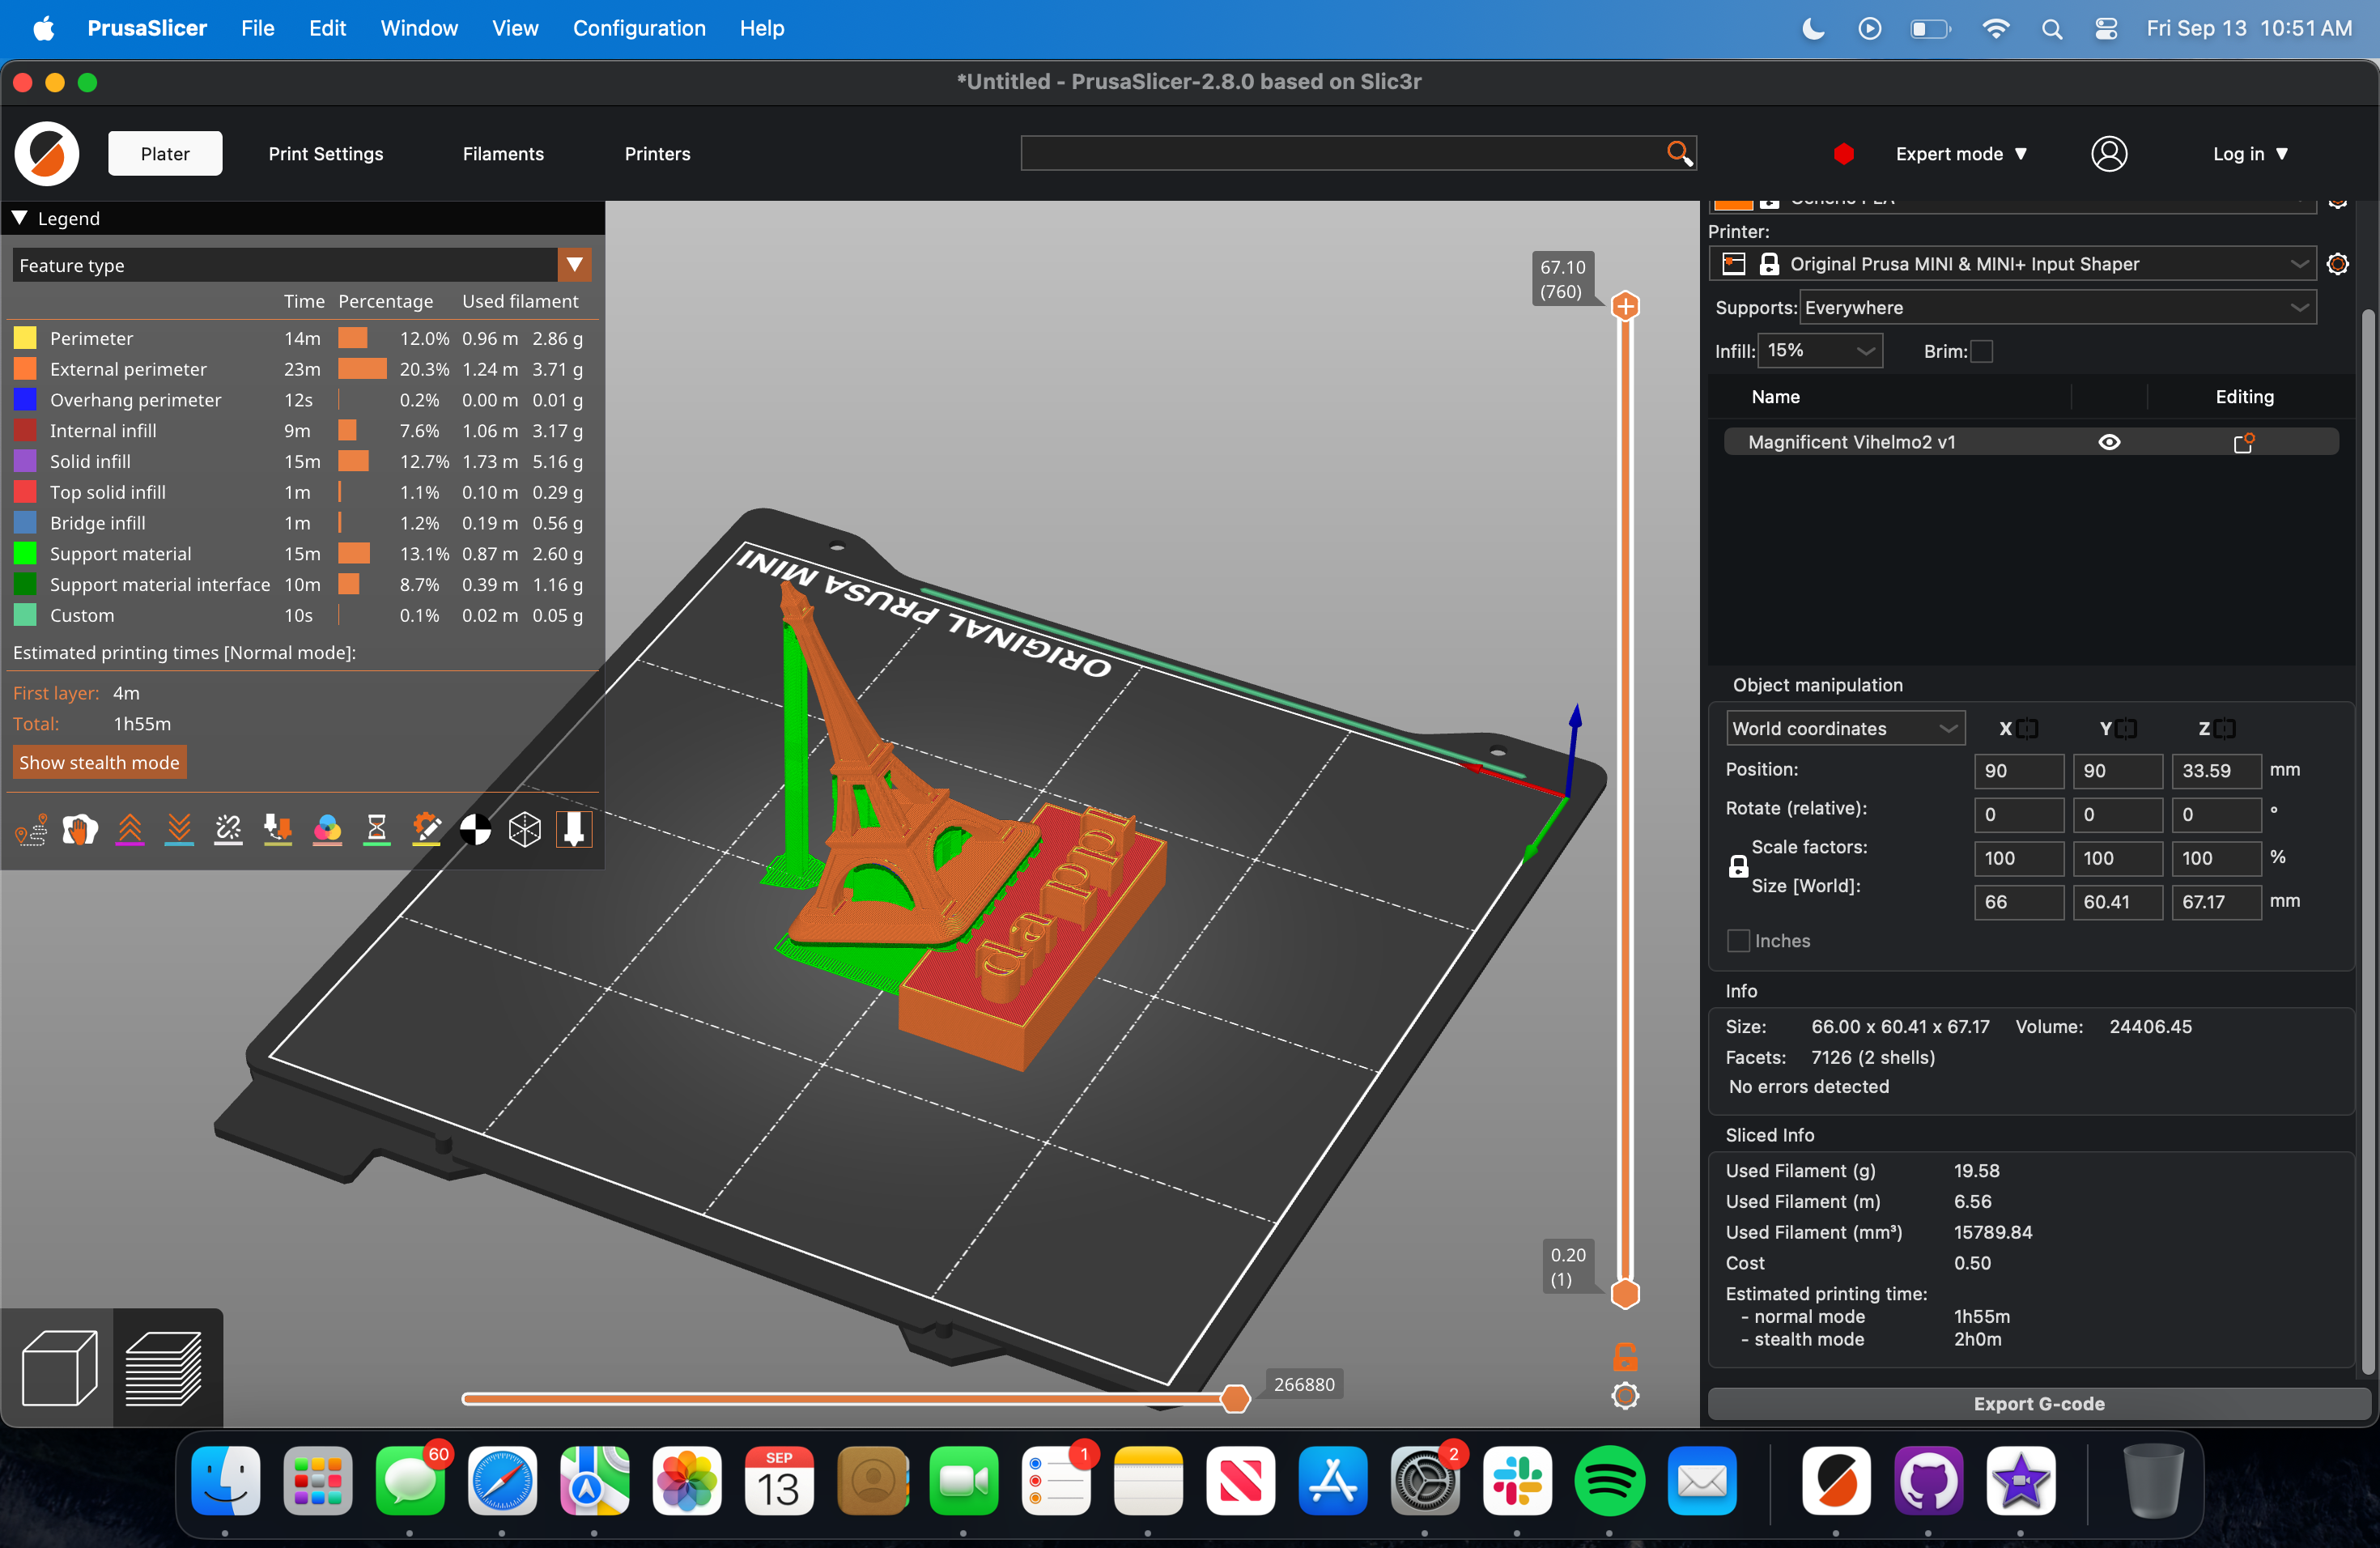 PrusaSlicer File Edit Window View Configuration Help Fri Sep 13 10:51 AM
*Untitled - PrusaSlicer-2.8.0 based on Slic3r
Plater Print Settings Filaments Printers Expert mode Log in
Legend
Feature type
Time Percentage Used filament
Perimeter 14m 12.0% 0.96 m 2.86 g
External perimeter 23m 20.3% 1.24 m 3.71 g
Overhang perimeter 12s 0.2% 0.00 m 0.01 g
Internal infill 9m 7.6% 1.06 m 3.17 g
Solid infill 15m 12.7% 1.73 m 5.16 g
Top solid infill 1m 1.1% 0.10 m 0.29 g
Bridge infill 1m 1.2% 0.19 m 0.56 g
Support material 15m 13.1% 0.87 m 2.60 g
Support material interface 10m 8.7% 0.39 m 1.16 g
Custom 10s 0.1% 0.02 m 0.05 g
Estimated printing times [Normal mode]:
First layer: 4m
Total: 1h55m
Show stealth mode
67.10
(760)
ORIGINAL PRUSA MINI
0.20
(1)
266880
Generic PLA
Printer:
Original Prusa MINI & MINI+ Input Shaper
Supports: Everywhere
Infill: 15% Brim:
Name Editing
Magnificent Vihelmo2 v1
Object manipulation
World coordinates X Y Z
Position: 90 90 33.59 mm
Rotate (relative): 0 0 0 °
Scale factors: 100 100 100 %
Size [World]: 66 60.41 67.17 mm
Inches
Info
Size: 66.00 x 60.41 x 67.17 Volume: 24406.45
Facets: 7126 (2 shells)
No errors detected
Sliced Info
Used Filament (g) 19.58
Used Filament (m) 6.56
Used Filament (mm³) 15789.84
Cost 0.50
Estimated printing time:
- normal mode 1h55m
- stealth mode 2h0m
Export G-code
60
SEP
13
1
2